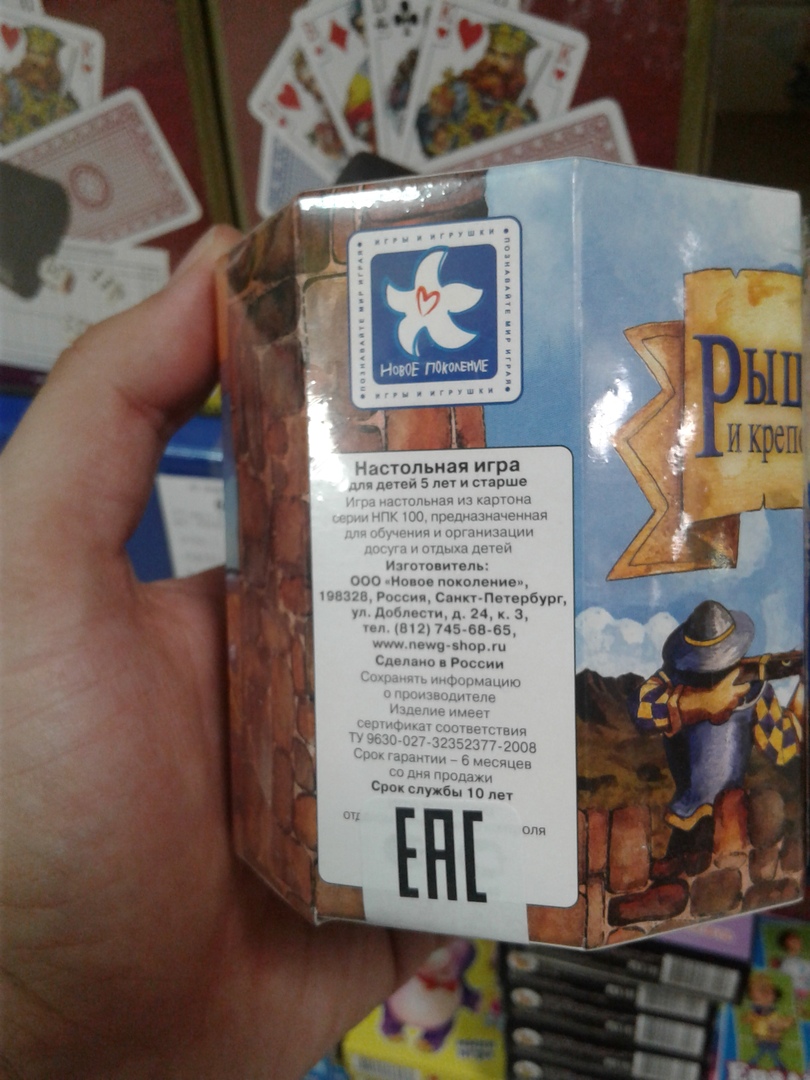 ИГРЫ И ИГРУШКИ
ПОЗНАВАЙТЕ МИР ИГРАЯ
ПОЗНАВАЙТЕ МИР ИГРАЯ
НОВОЕ ПОКОЛЕНИЕ
ИГРЫ И ИГРУШКИ
РЫЦ
и крепо
Настольная игра
для детей 5 лет и старше
Игра настольная из картона
серии НПК 100, предназначенная
для обучения и организации
досуга и отдыха детей
Изготовитель:
ООО «Новое поколение»,
198328, Россия, Санкт-Петербург,
ул. Доблести, д. 24, к. 3,
тел. (812) 745-68-65,
www.newg-shop.ru
Сделано в России
Сохранять информацию
о производителе
Изделие имеет
сертификат соответствия
ТУ 9630-027-32352377-2008
Срок гарантии – 6 месяцев
со дня продажи
Срок службы 10 лет
отд оля
ЕАС